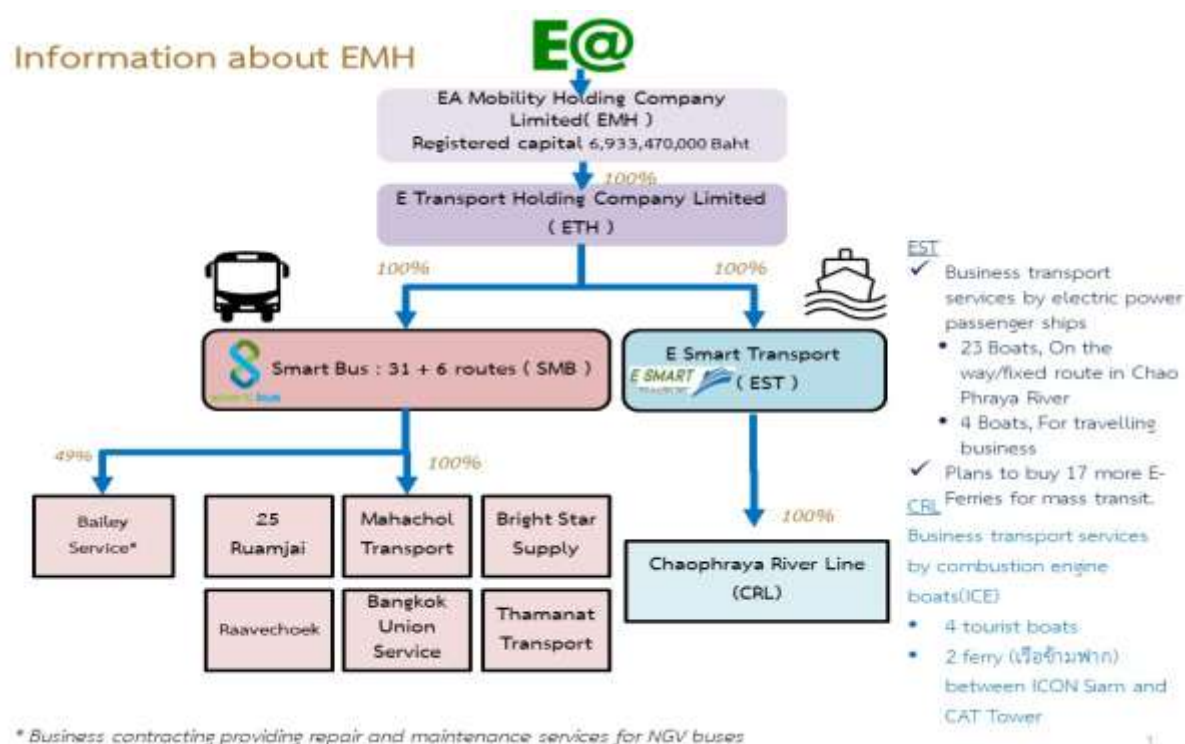 Information about EMH
E@
EA Mobility Holding Company
Limited( EMH )
Registered capital 6,933,470,000 Baht
100%
E Transport Holding Company Limited
( ETH )
100%
100%
Smart Bus : 31 + 6 routes ( SMB )
E SMART
E Smart Transport
( EST )
49%
100%
Bailey
Service*
25
Ruamjai
Mahachol
Transport
Bright Star
Supply
Raavechoek
Bangkok
Union
Service
Thamanat
Transport
100%
Chaophraya River Line
(CRL)
EST
✓ Business transport
services by electric power
passenger ships
• 23 Boats, On the
way/fixed route in Chao
Phraya River
• 4 Boats, For travelling
business
✓ Plans to buy 17 more E-
Ferries for mass transit.
CRL
Business transport services
by combustion engine
boats(ICE)
• 4 tourist boats
• 2 ferry (เรือข้ามฟาก)
between ICON Siam and
CAT Tower
* Business contracting providing repair and maintenance services for NGV buses